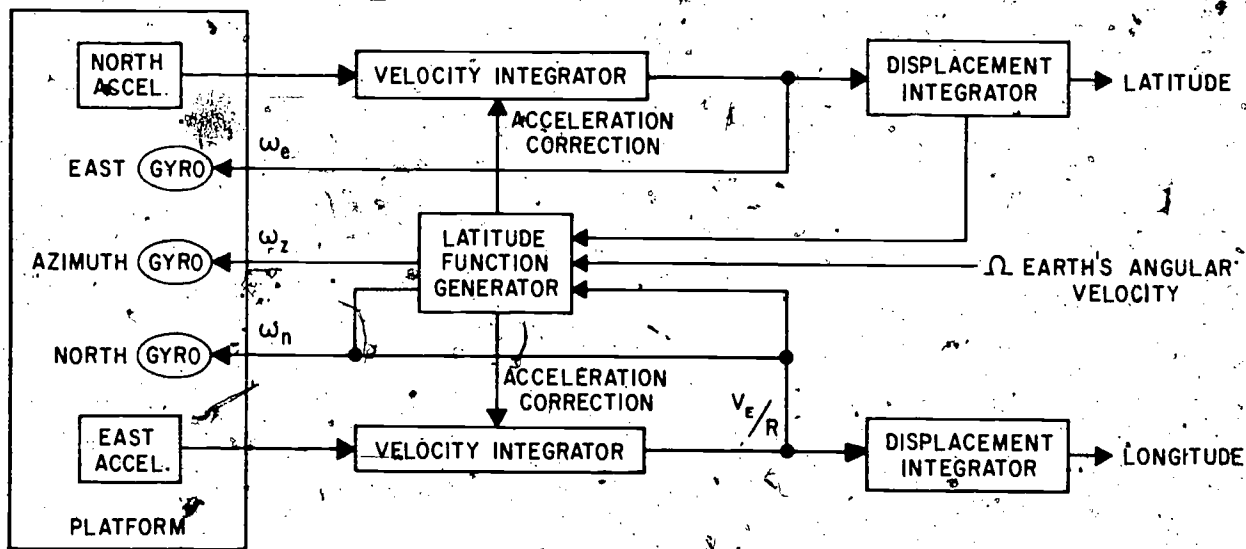 NORTH
ACCEL.
VELOCITY INTEGRATOR
DISPLACEMENT
INTEGRATOR
LATITUDE
ACCELERATION
CORRECTION
ωe
EAST GYRO
ωz
AZIMUTH GYRO
LATITUDE
FUNCTION
GENERATOR
Ω EARTH'S ANGULAR
VELOCITY
ωn
NORTH GYRO
ACCELERATION
CORRECTION
VE/R
EAST
ACCEL.
VELOCITY INTEGRATOR
DISPLACEMENT
INTEGRATOR
LONGITUDE
PLATFORM